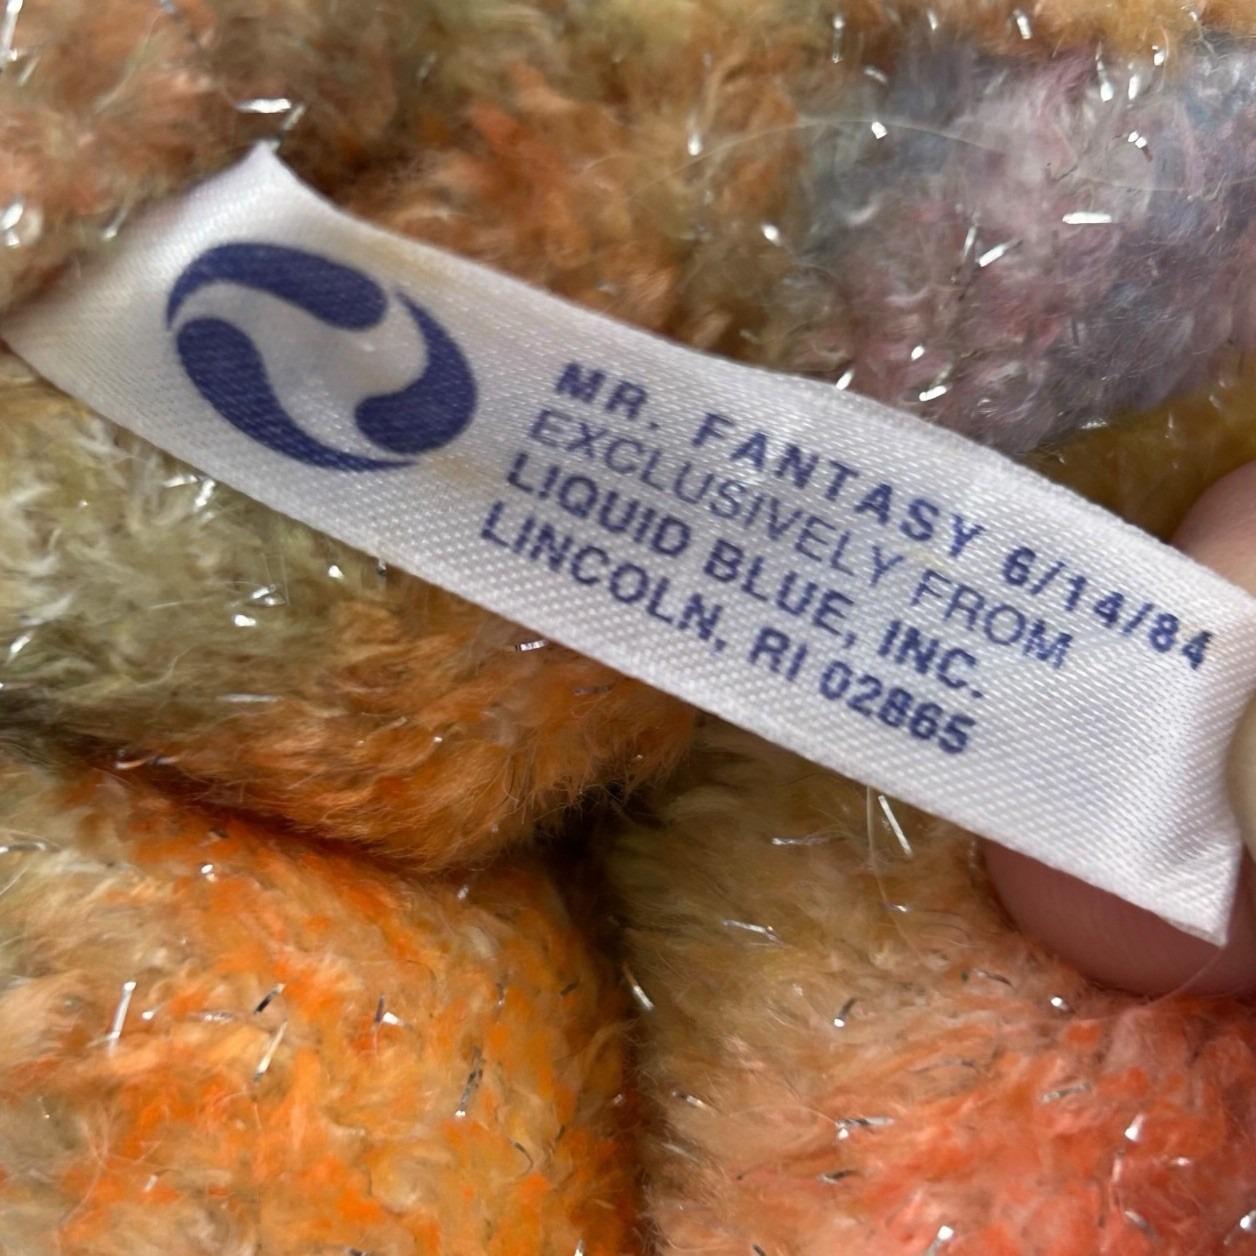 MR. FANTASY 6/14/84
EXCLUSIVELY FROM
LIQUID BLUE, INC.
LINCOLN, RI 02865